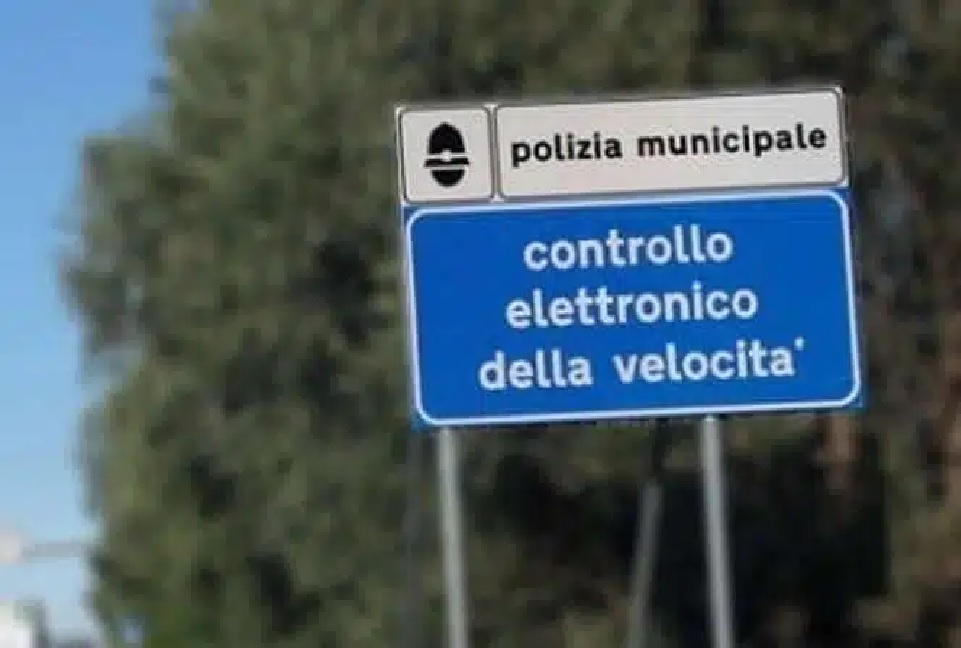 polizia municipale
controllo
elettronico
della velocita'